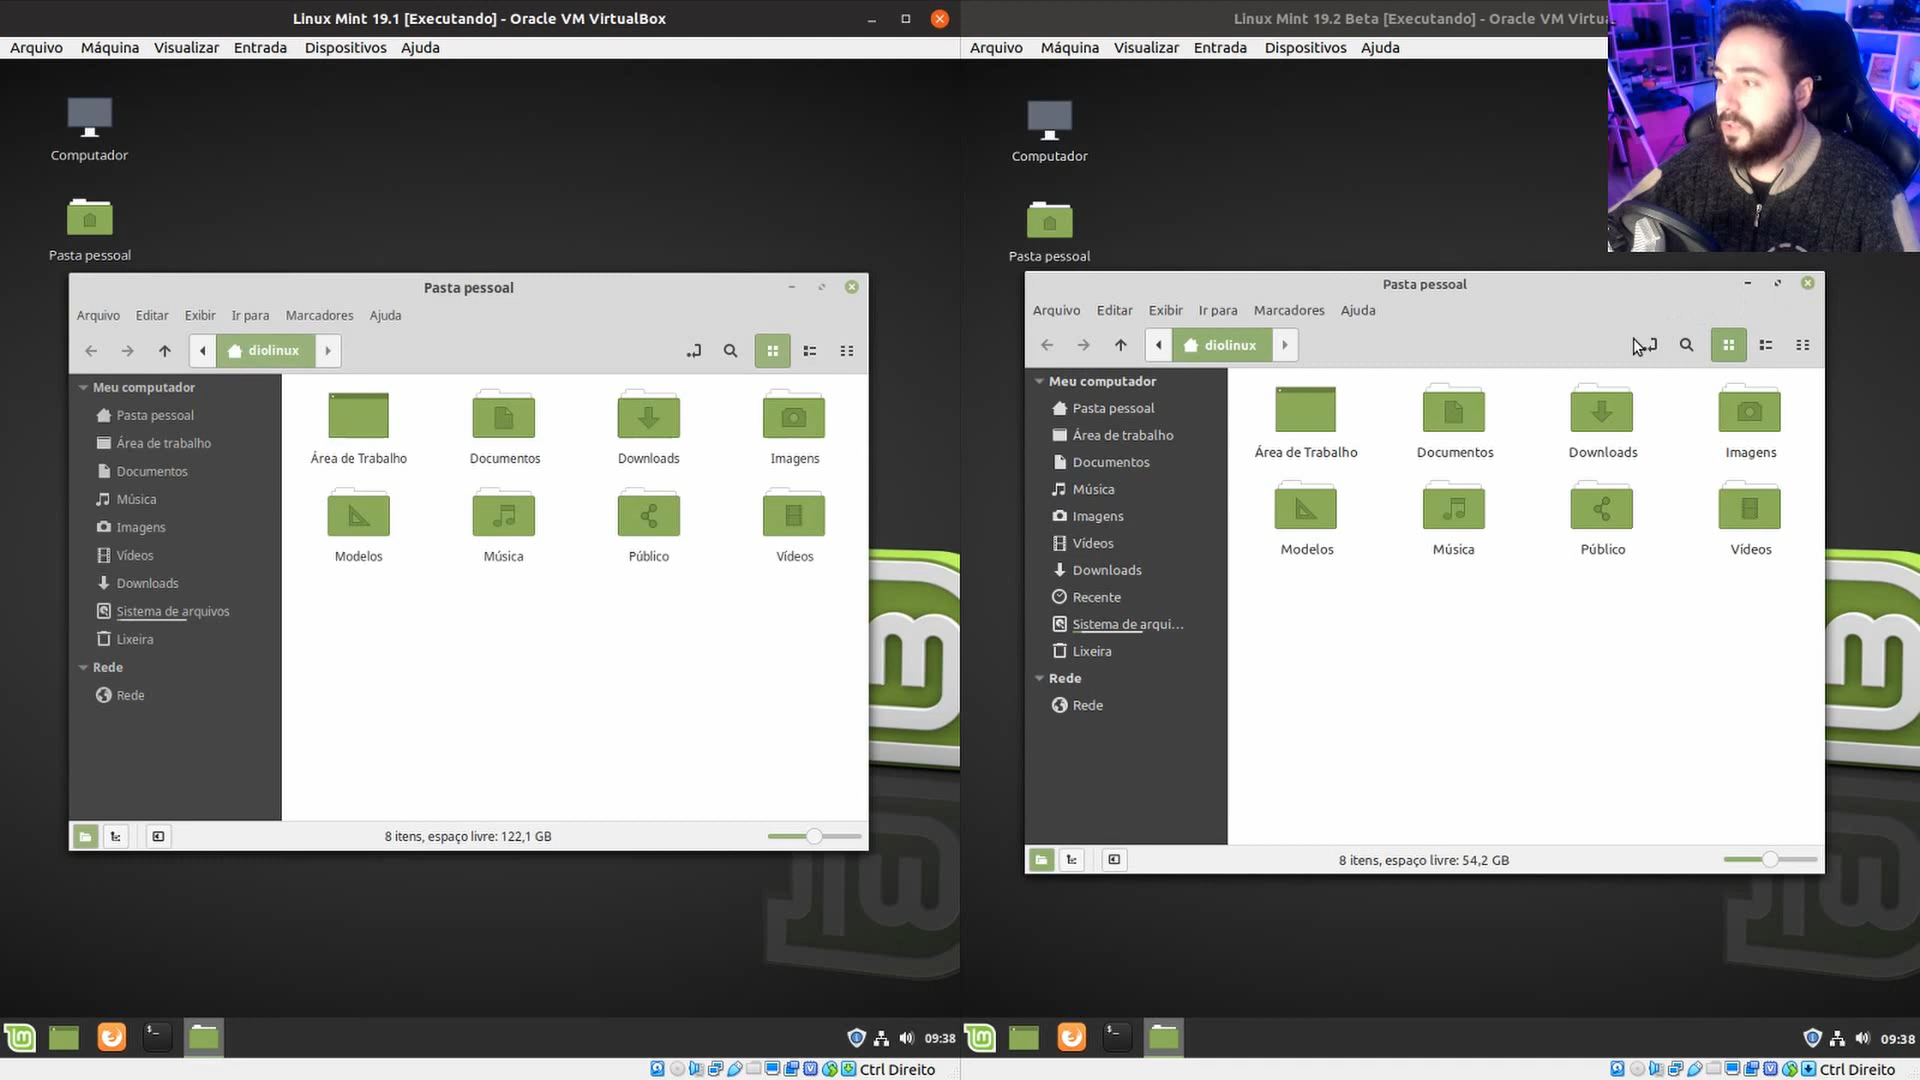 Linux Mint 19.1 [Executando] - Oracle VM VirtualBox
Arquivo Máquina Visualizar Entrada Dispositivos Ajuda
Computador
Pasta pessoal
Pasta pessoal
Arquivo Editar Exibir Ir para Marcadores Ajuda
diolinux
Meu computador
Pasta pessoal
Área de trabalho
Documentos
Música
Imagens
Vídeos
Downloads
Sistema de arquivos
Lixeira
Rede
Rede
Área de Trabalho Documentos Downloads Imagens
Modelos Música Público Vídeos
8 itens, espaço livre: 122,1 GB
09:38
Ctrl Direito
Linux Mint 19.2 Beta [Executando] - Oracle VM Virtua
Arquivo Máquina Visualizar Entrada Dispositivos Ajuda
Computador
Pasta pessoal
Pasta pessoal
Arquivo Editar Exibir Ir para Marcadores Ajuda
diolinux
Meu computador
Pasta pessoal
Área de trabalho
Documentos
Música
Imagens
Vídeos
Downloads
Recente
Sistema de arqui...
Lixeira
Rede
Rede
Área de Trabalho Documentos Downloads Imagens
Modelos Música Público Vídeos
8 itens, espaço livre: 54,2 GB
09:38
Ctrl Direito